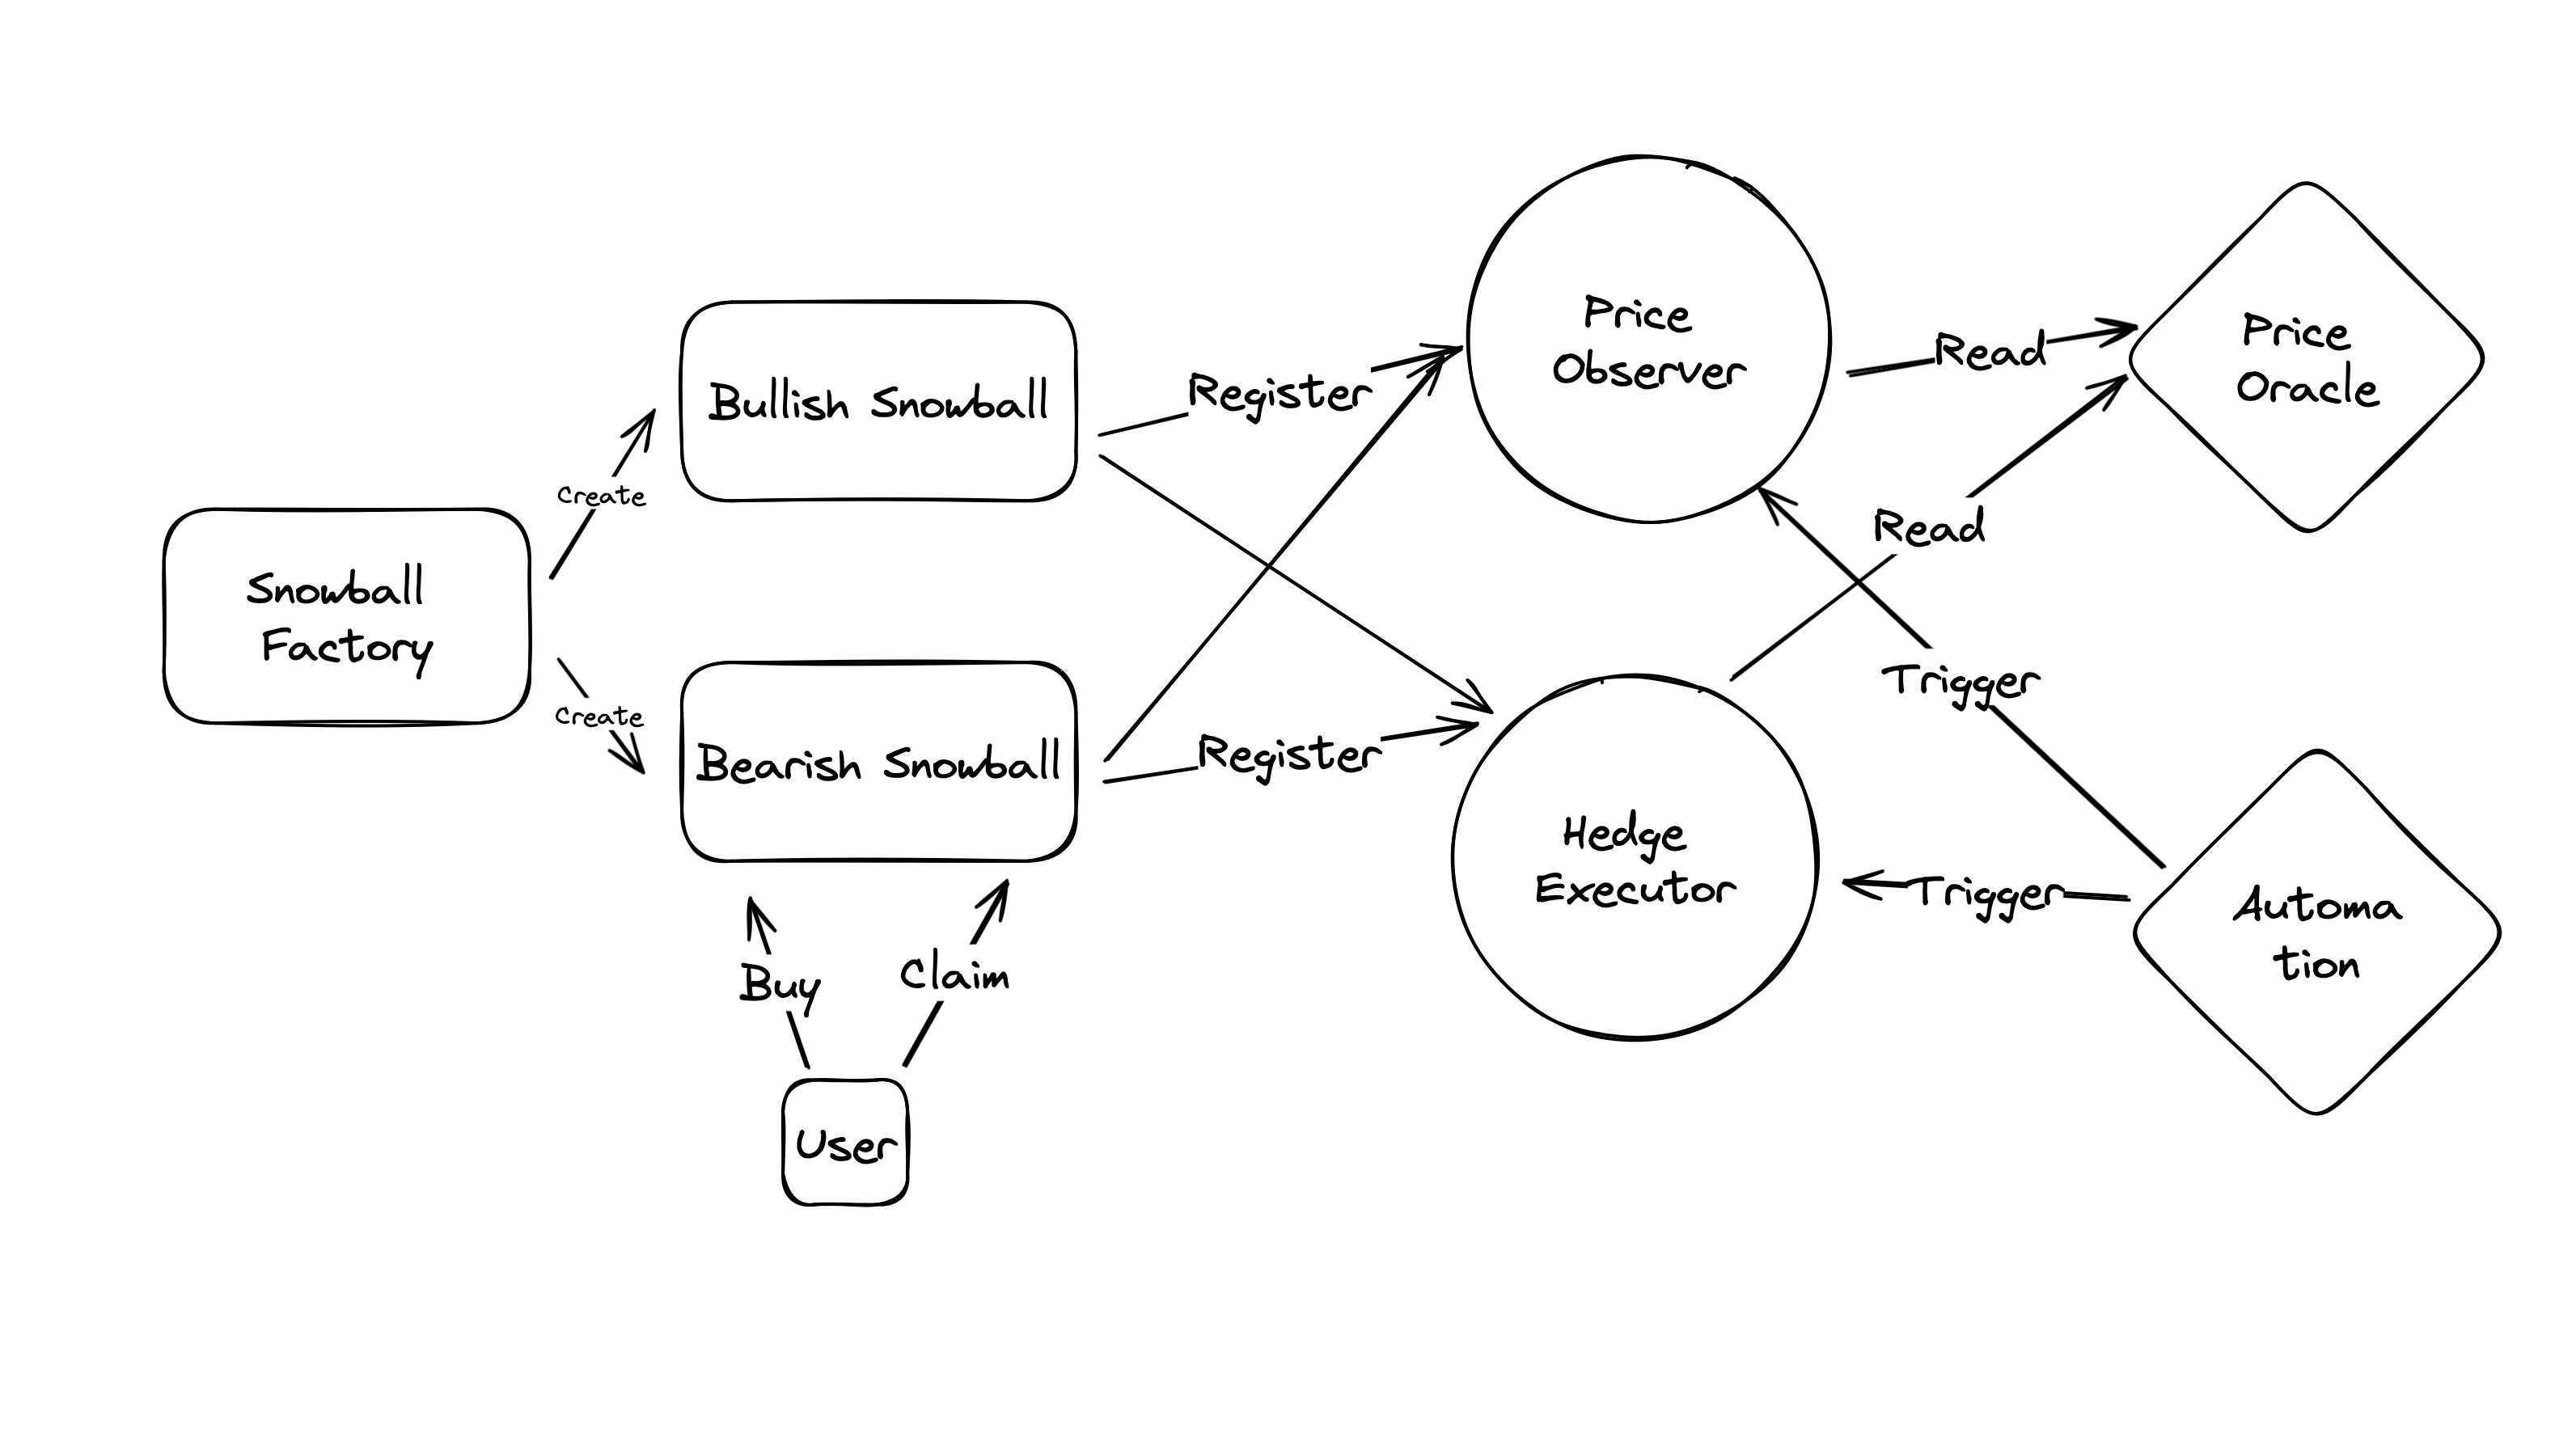 Snowball
Factory
Create
Create
Bullish Snowball
Bearish Snowball
Buy
Claim
User
Register
Register
Price
Observer
Hedge
Executor
Read
Read
Trigger
Trigger
Price
Oracle
Automa
tion